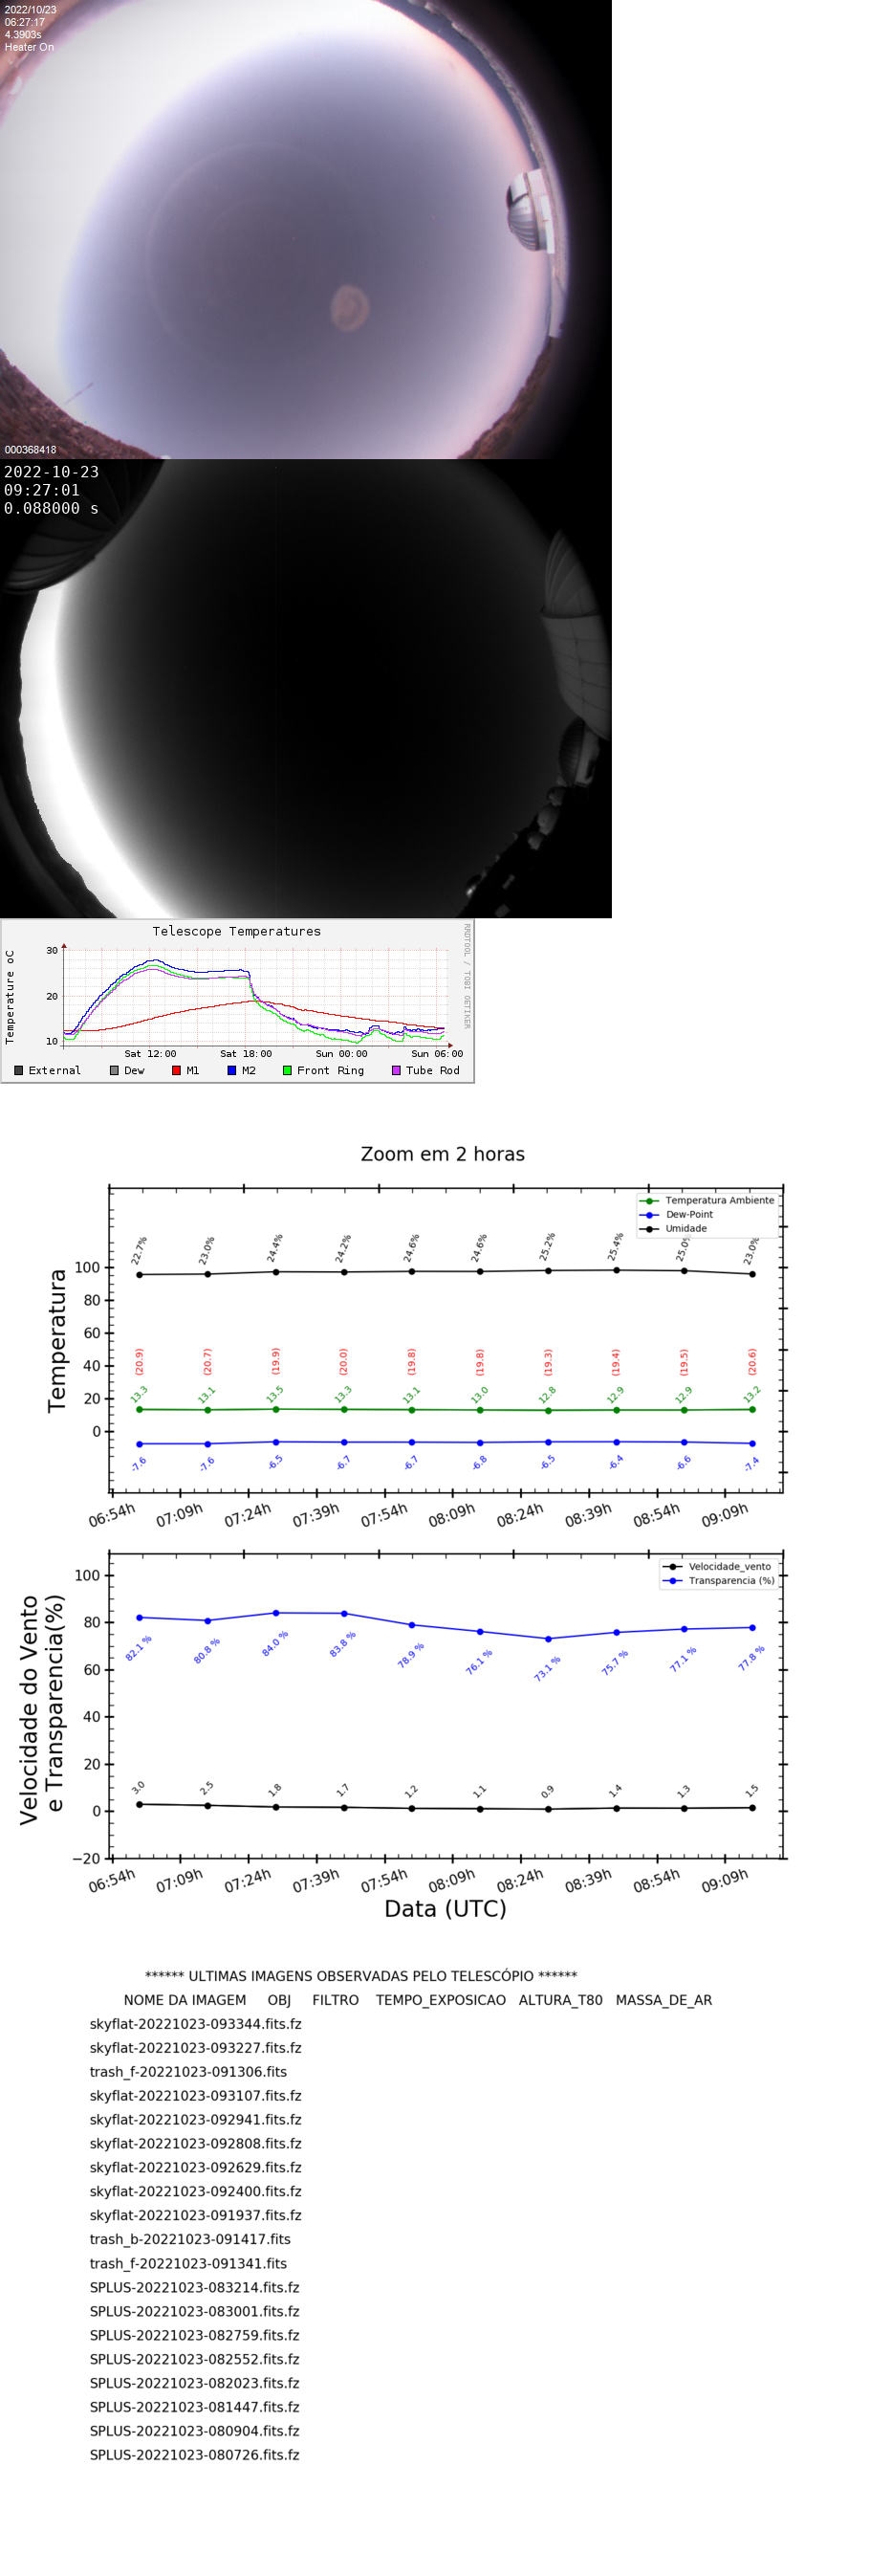 2022/10/23
06:27:17
4.3903s
Heater On
000368418
2022-10-23
09:27:01
0.088000 s
Telescope Temperatures
RRDTOOL / TOBI OETIKER
Temperature oC
30
20
10
Sat 12:00 Sat 18:00 Sun 00:00 Sun 06:00
External Dew M1 M2 Front Ring Tube Rod
Zoom em 2 horas
Temperatura Ambiente
Dew-Point
Umidade
22.7% 23.0% 24.4% 24.2% 24.6% 24.6% 25.2% 25.4% 25.0% 23.0%
Temperatura
100
80
60
40
20
0
(20.9) (20.7) (19.9) (20.0) (19.8) (19.8) (19.3) (19.4) (19.5) (20.6)
13.3 13.1 13.5 13.3 13.1 13.0 12.8 12.9 12.9 13.2
-7.6 -7.6 -6.5 -6.7 -6.7 -6.8 -6.5 -6.4 -6.6 -7.4
06:54h 07:09h 07:24h 07:39h 07:54h 08:09h 08:24h 08:39h 08:54h 09:09h
Velocidade_vento
Transparencia (%)
Velocidade do Vento
e Transparencia(%)
100
80
60
40
20
0
−20
82.1 % 80.8 % 84.0 % 83.8 % 78.9 % 76.1 % 73.1 % 75.7 % 77.1 % 77.8 %
3.0 2.5 1.8 1.7 1.2 1.1 0.9 1.4 1.3 1.5
06:54h 07:09h 07:24h 07:39h 07:54h 08:09h 08:24h 08:39h 08:54h 09:09h
Data (UTC)
****** ULTIMAS IMAGENS OBSERVADAS PELO TELESCÓPIO ******
NOME DA IMAGEM OBJ FILTRO TEMPO_EXPOSICAO ALTURA_T80 MASSA_DE_AR
skyflat-20221023-093344.fits.fz
skyflat-20221023-093227.fits.fz
trash_f-20221023-091306.fits
skyflat-20221023-093107.fits.fz
skyflat-20221023-092941.fits.fz
skyflat-20221023-092808.fits.fz
skyflat-20221023-092629.fits.fz
skyflat-20221023-092400.fits.fz
skyflat-20221023-091937.fits.fz
trash_b-20221023-091417.fits
trash_f-20221023-091341.fits
SPLUS-20221023-083214.fits.fz
SPLUS-20221023-083001.fits.fz
SPLUS-20221023-082759.fits.fz
SPLUS-20221023-082552.fits.fz
SPLUS-20221023-082023.fits.fz
SPLUS-20221023-081447.fits.fz
SPLUS-20221023-080904.fits.fz
SPLUS-20221023-080726.fits.fz